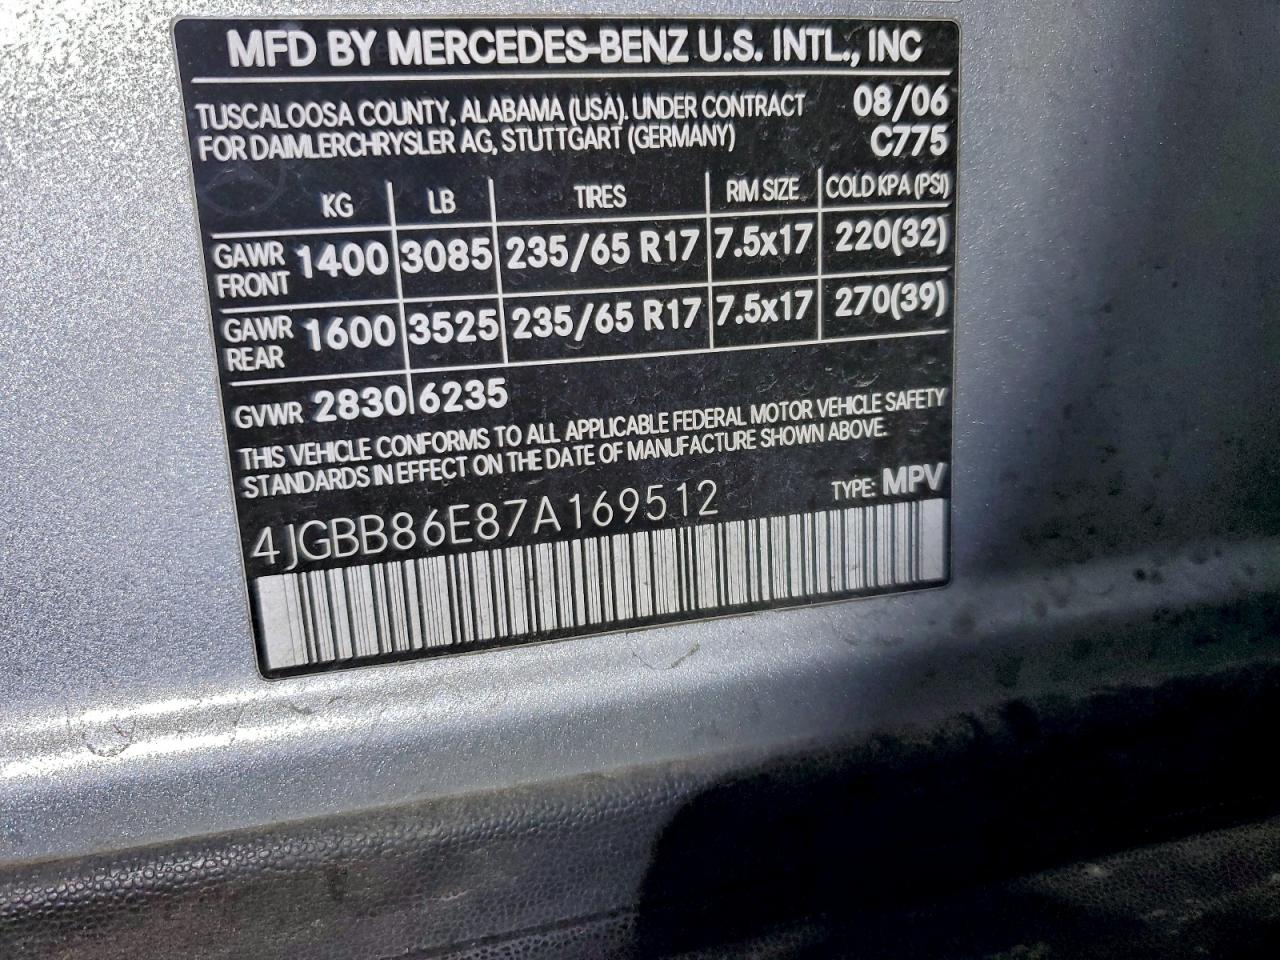 MFD BY MERCEDES-BENZ U.S. INTL., INC
TUSCALOOSA COUNTY, ALABAMA (USA). UNDER CONTRACT 08/06
FOR DAIMLERCHRYSLER AG, STUTTGART (GERMANY) C775
KG LB TIRES RIM SIZE COLD KPA (PSI)
GAWR FRONT 1400 3085 235/65 R17 7.5x17 220(32)
GAWR REAR 1600 3525 235/65 R17 7.5x17 270(39)
GVWR 2830 6235
THIS VEHICLE CONFORMS TO ALL APPLICABLE FEDERAL MOTOR VEHICLE SAFETY
STANDARDS IN EFFECT ON THE DATE OF MANUFACTURE SHOWN ABOVE.
4JGBB86E87A169512 TYPE: MPV